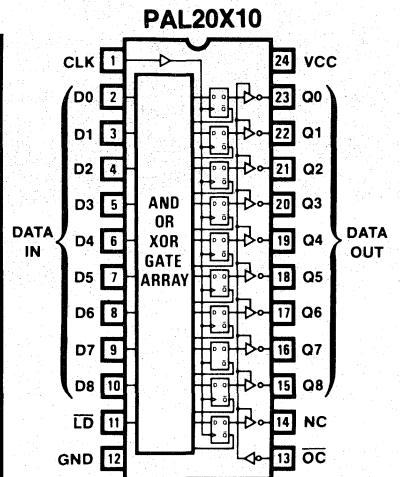 PAL20X10
CLK 1 24 VCC
D0 2 23 Q0
D1 3 22 Q1
D2 4 21 Q2
D3 5 20 Q3
D4 6 19 Q4
D5 7 18 Q5
D6 8 17 Q6
D7 9 16 Q7
D8 10 15 Q8
LD 11 14 NC
GND 12 13 OC
DATA
IN
AND
OR
XOR
GATE
ARRAY
DATA
OUT